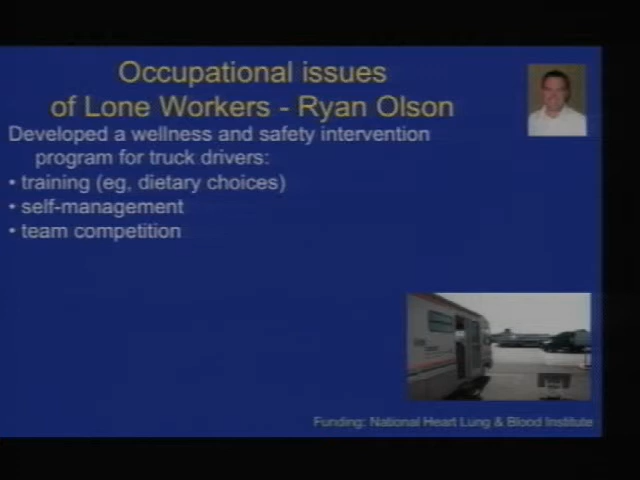 Occupational issues
of Lone Workers - Ryan Olson
Developed a wellness and safety intervention
program for truck drivers:
• training (eg, dietary choices)
• self-management
• team competition
Funding: National Heart Lung & Blood Institute